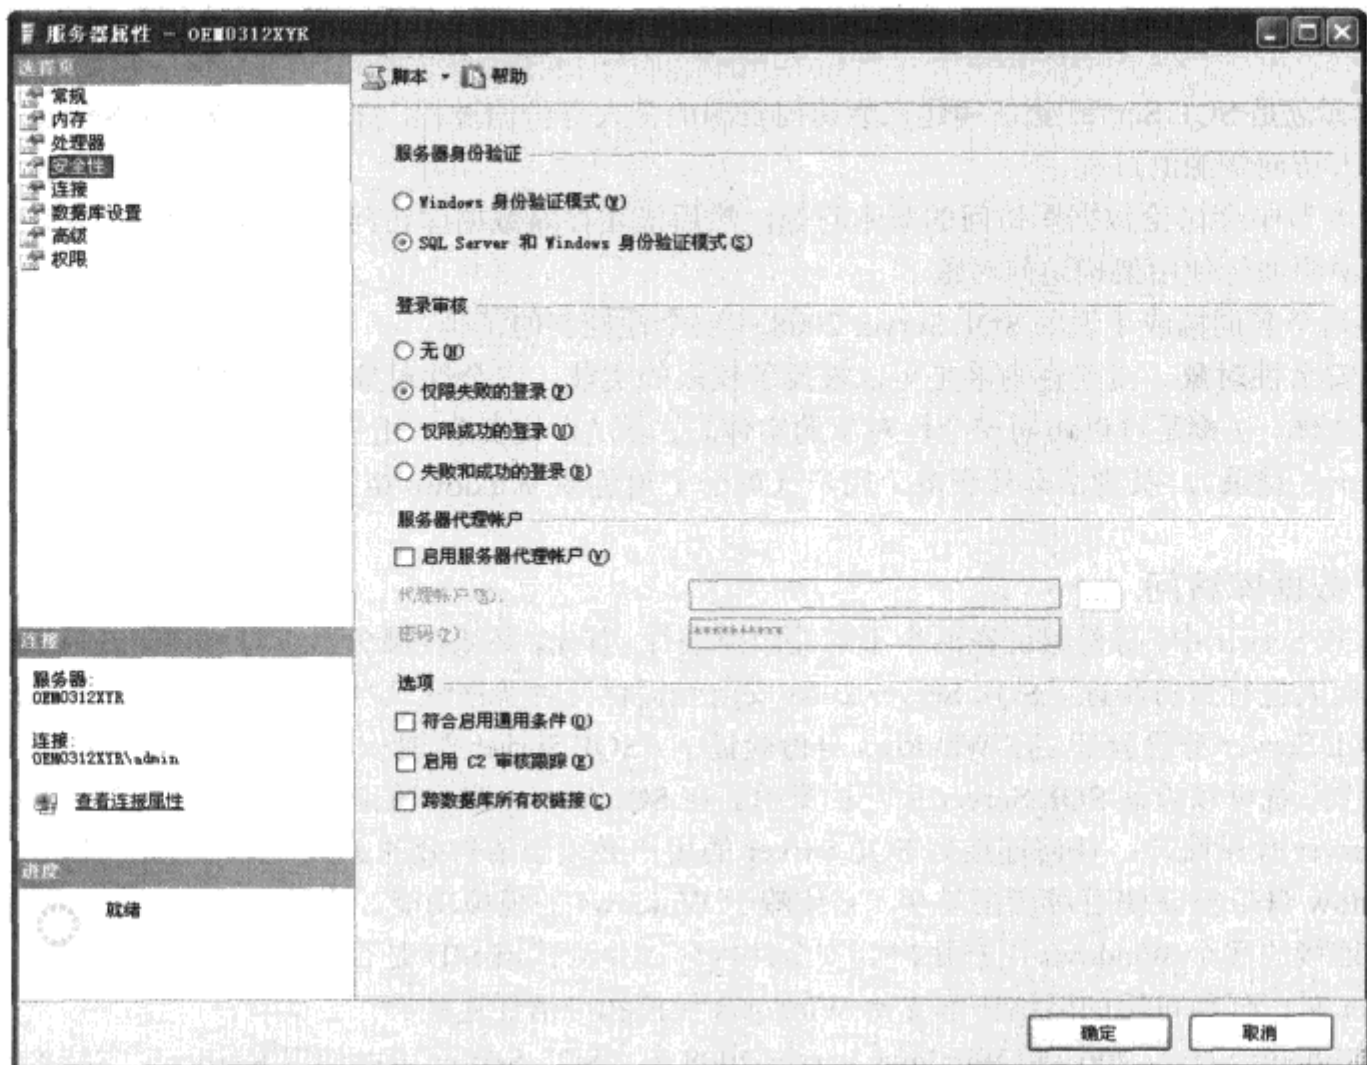 服务器属性 - OEM0312XYR
选择页
常规
内存
处理器
安全性
连接
数据库设置
高级
权限
脚本
帮助
服务器身份验证
Windows 身份验证模式(W)
SQL Server 和 Windows 身份验证模式(S)
登录审核
无(N)
仅限失败的登录(F)
仅限成功的登录(U)
失败和成功的登录(B)
服务器代理帐户
启用服务器代理帐户(V)
代理帐户
密码(P)
**********
选项
符合启用通用条件(O)
启用 C2 审核跟踪(E)
跨数据库所有权链接(C)
连接
服务器:
OEM0312XYR
连接:
OEM0312XYR\admin
查看连接属性
进度
就绪
确定
取消